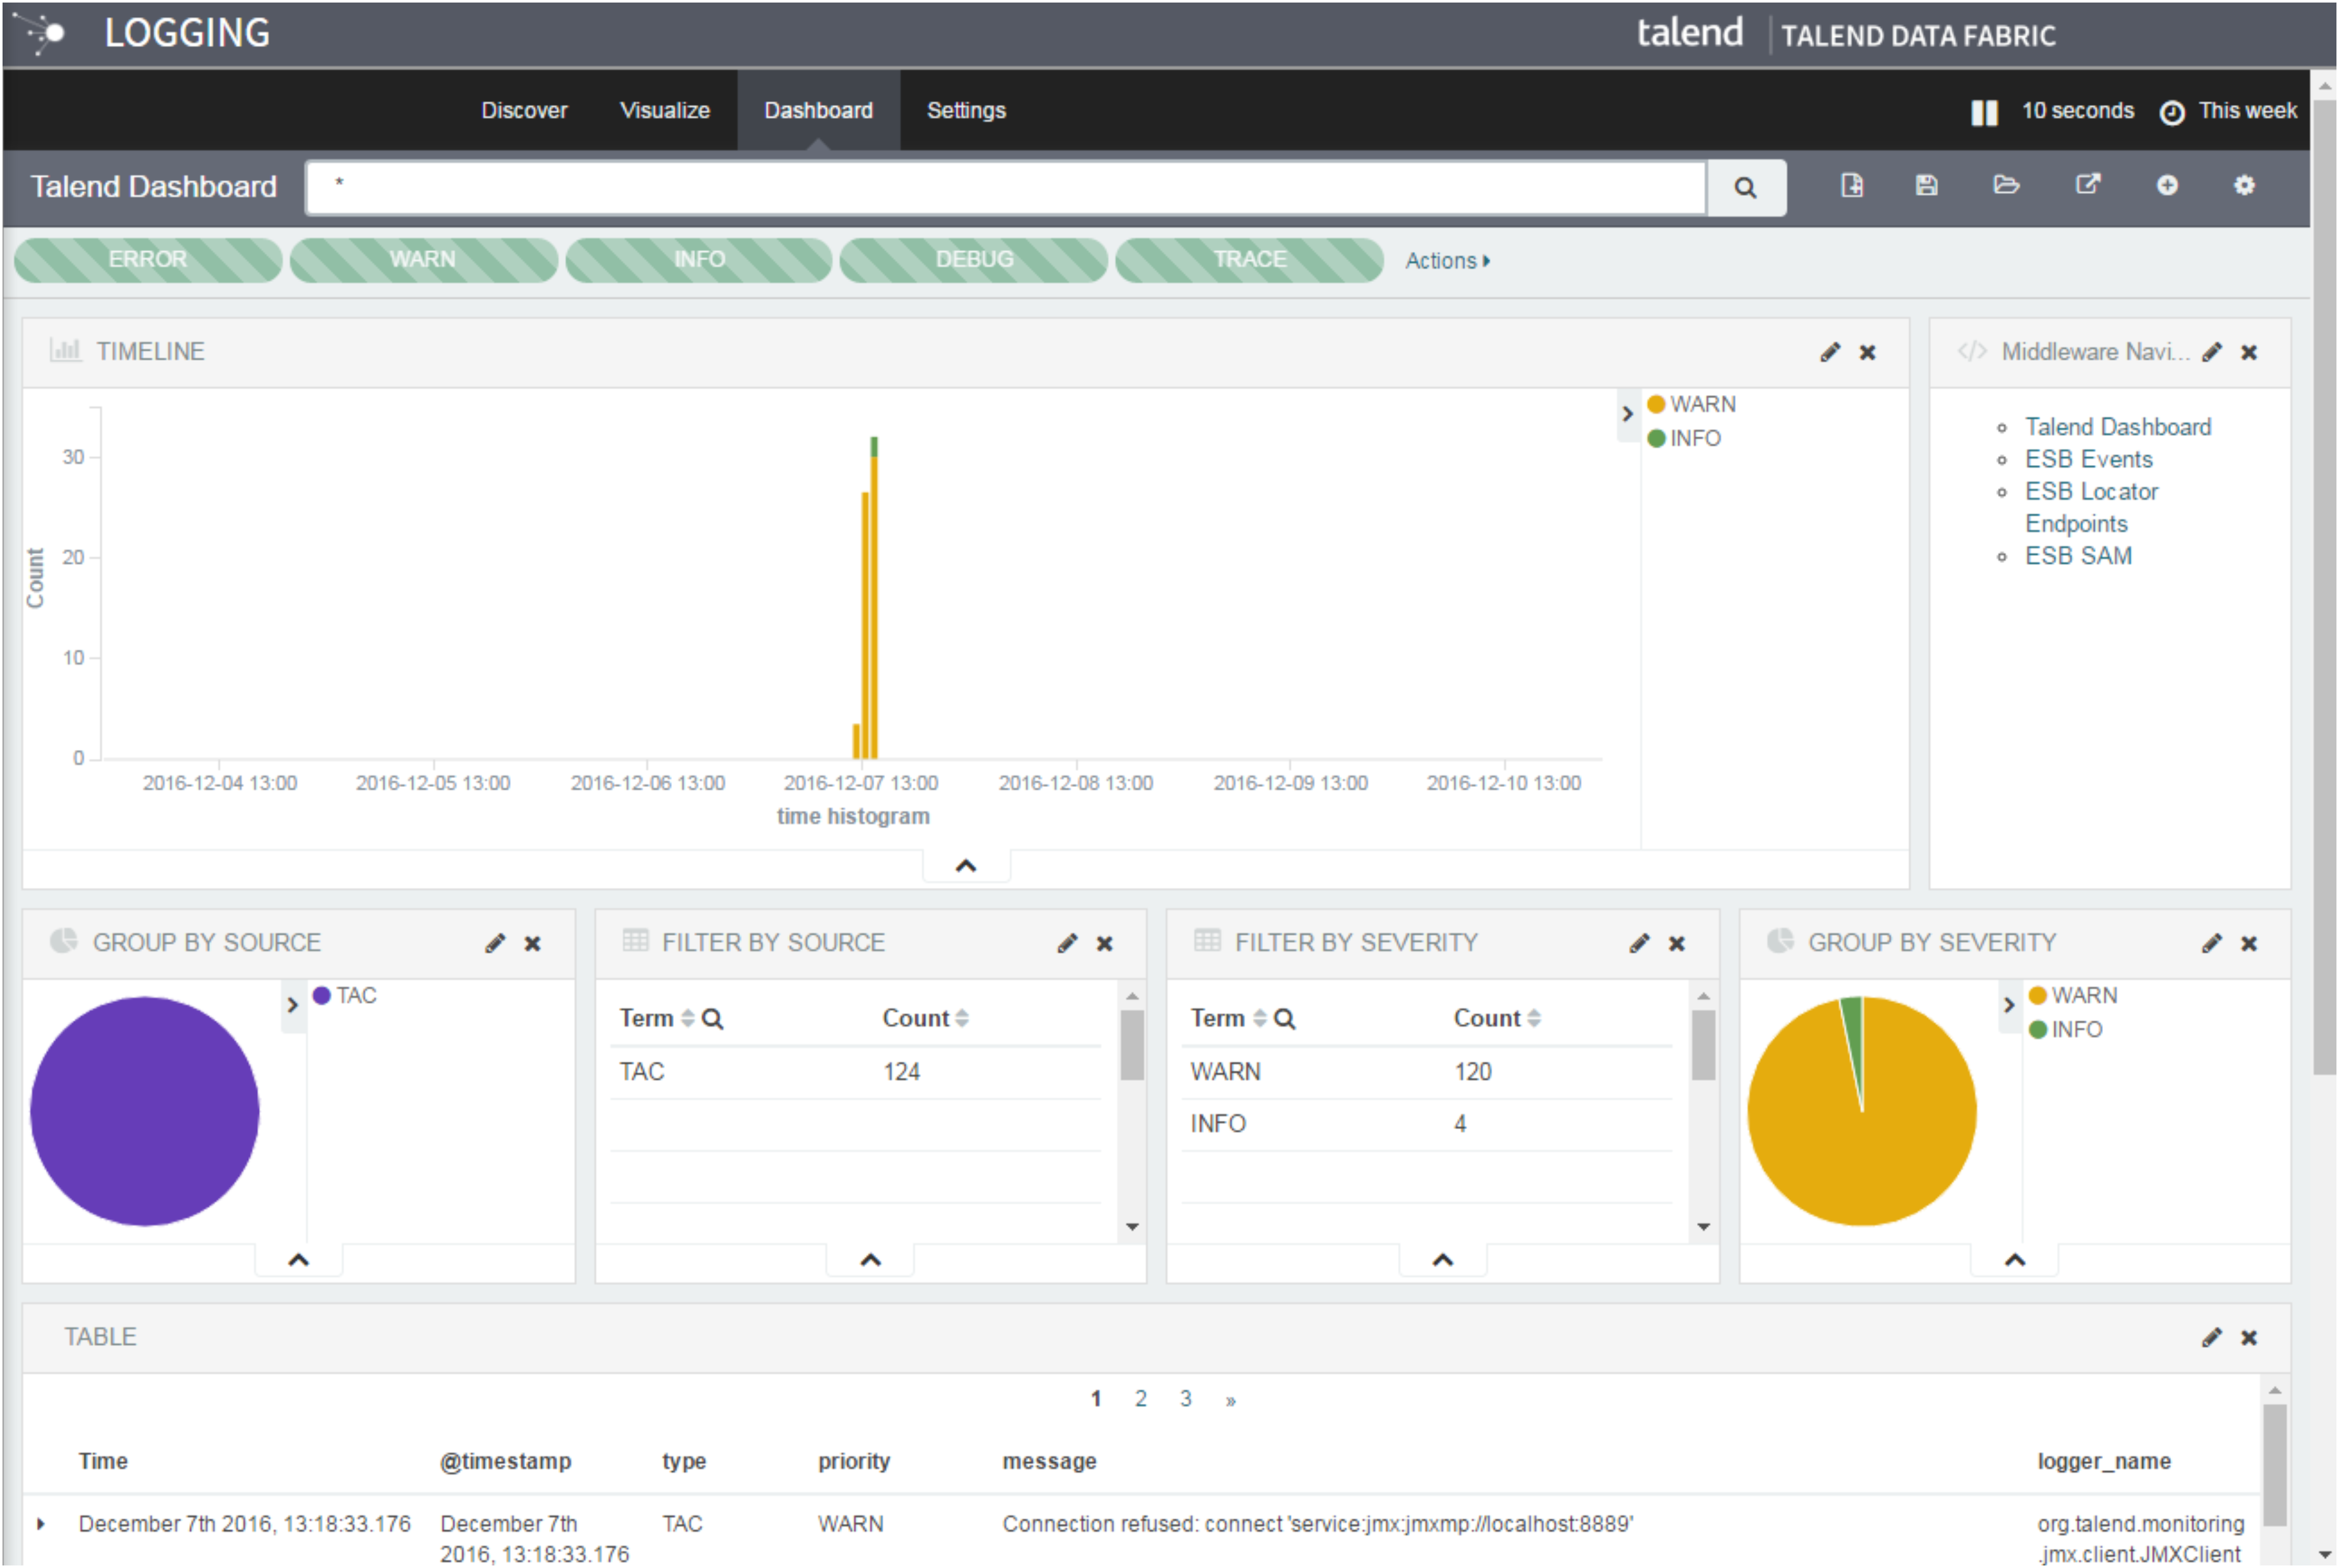 LOGGING
talend | TALEND DATA FABRIC
Discover Visualize Dashboard Settings 10 seconds This week
Talend Dashboard *
ERROR WARN INFO DEBUG TRACE Actions
TIMELINE
Middleware Navi...
WARN
INFO
Talend Dashboard
ESB Events
ESB Locator
Endpoints
ESB SAM
Count
30
20
10
0
2016-12-04 13:00 2016-12-05 13:00 2016-12-06 13:00 2016-12-07 13:00 2016-12-08 13:00 2016-12-09 13:00 2016-12-10 13:00
time histogram
GROUP BY SOURCE
TAC
FILTER BY SOURCE
Term Count
TAC 124
FILTER BY SEVERITY
Term Count
WARN 120
INFO 4
GROUP BY SEVERITY
WARN
INFO
TABLE
1 2 3 »
Time @timestamp type priority message logger_name
December 7th 2016, 13:18:33.176 December 7th TAC WARN Connection refused: connect 'service:jmx:jmxmp://localhost:8889' org.talend.monitoring
2016, 13:18:33.176 .jmx.client.JMXClient